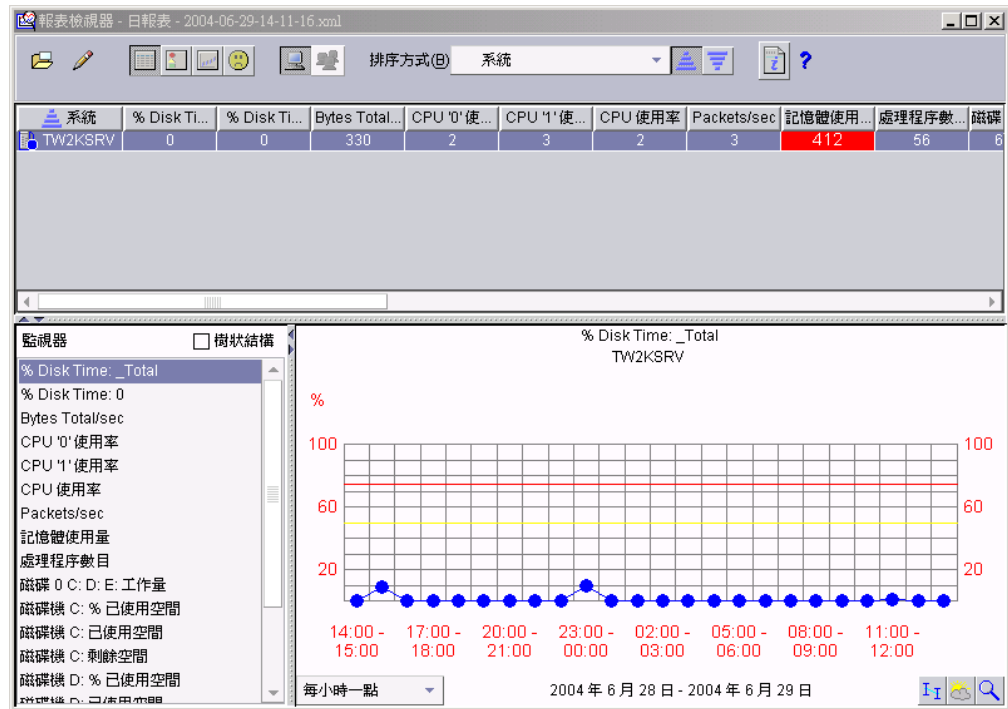 報表檢視器 - 日報表 - 2004-06-29-14-11-16.xml
排序方式(B) 系統
系統 % Disk Ti... % Disk Ti... Bytes Total... CPU '0' 使... CPU '1' 使... CPU 使用率 Packets/sec 記憶體使用... 處理程序數... 磁碟
TW2KSRV 0 0 330 2 3 2 3 412 56 6
監視器 樹狀結構
% Disk Time: _Total
% Disk Time: 0
Bytes Total/sec
CPU '0' 使用率
CPU '1' 使用率
CPU 使用率
Packets/sec
記憶體使用量
處理程序數目
磁碟 0 C: D: E: 工作量
磁碟機 C: % 已使用空間
磁碟機 C: 已使用空間
磁碟機 C: 剩餘空間
磁碟機 D: % 已使用空間
磁碟機 D: 已使用空間
% Disk Time: _Total
TW2KSRV
%
100 100
60 60
20 20
14:00 - 17:00 - 20:00 - 23:00 - 02:00 - 05:00 - 08:00 - 11:00 -
15:00 18:00 21:00 00:00 03:00 06:00 09:00 12:00
每小時一點 2004 年 6 月 28 日 - 2004 年 6 月 29 日